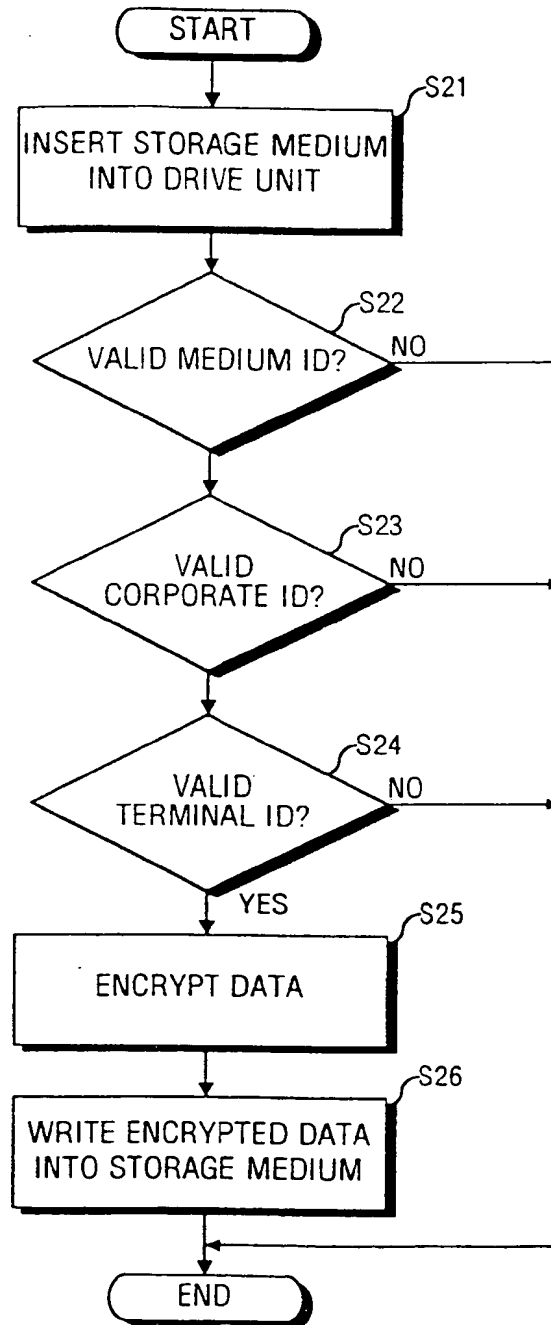 START
S21
INSERT STORAGE MEDIUM
INTO DRIVE UNIT
S22
VALID MEDIUM ID?
NO
S23
VALID
CORPORATE ID?
NO
S24
VALID
TERMINAL ID?
NO
YES
S25
ENCRYPT DATA
S26
WRITE ENCRYPTED DATA
INTO STORAGE MEDIUM
END